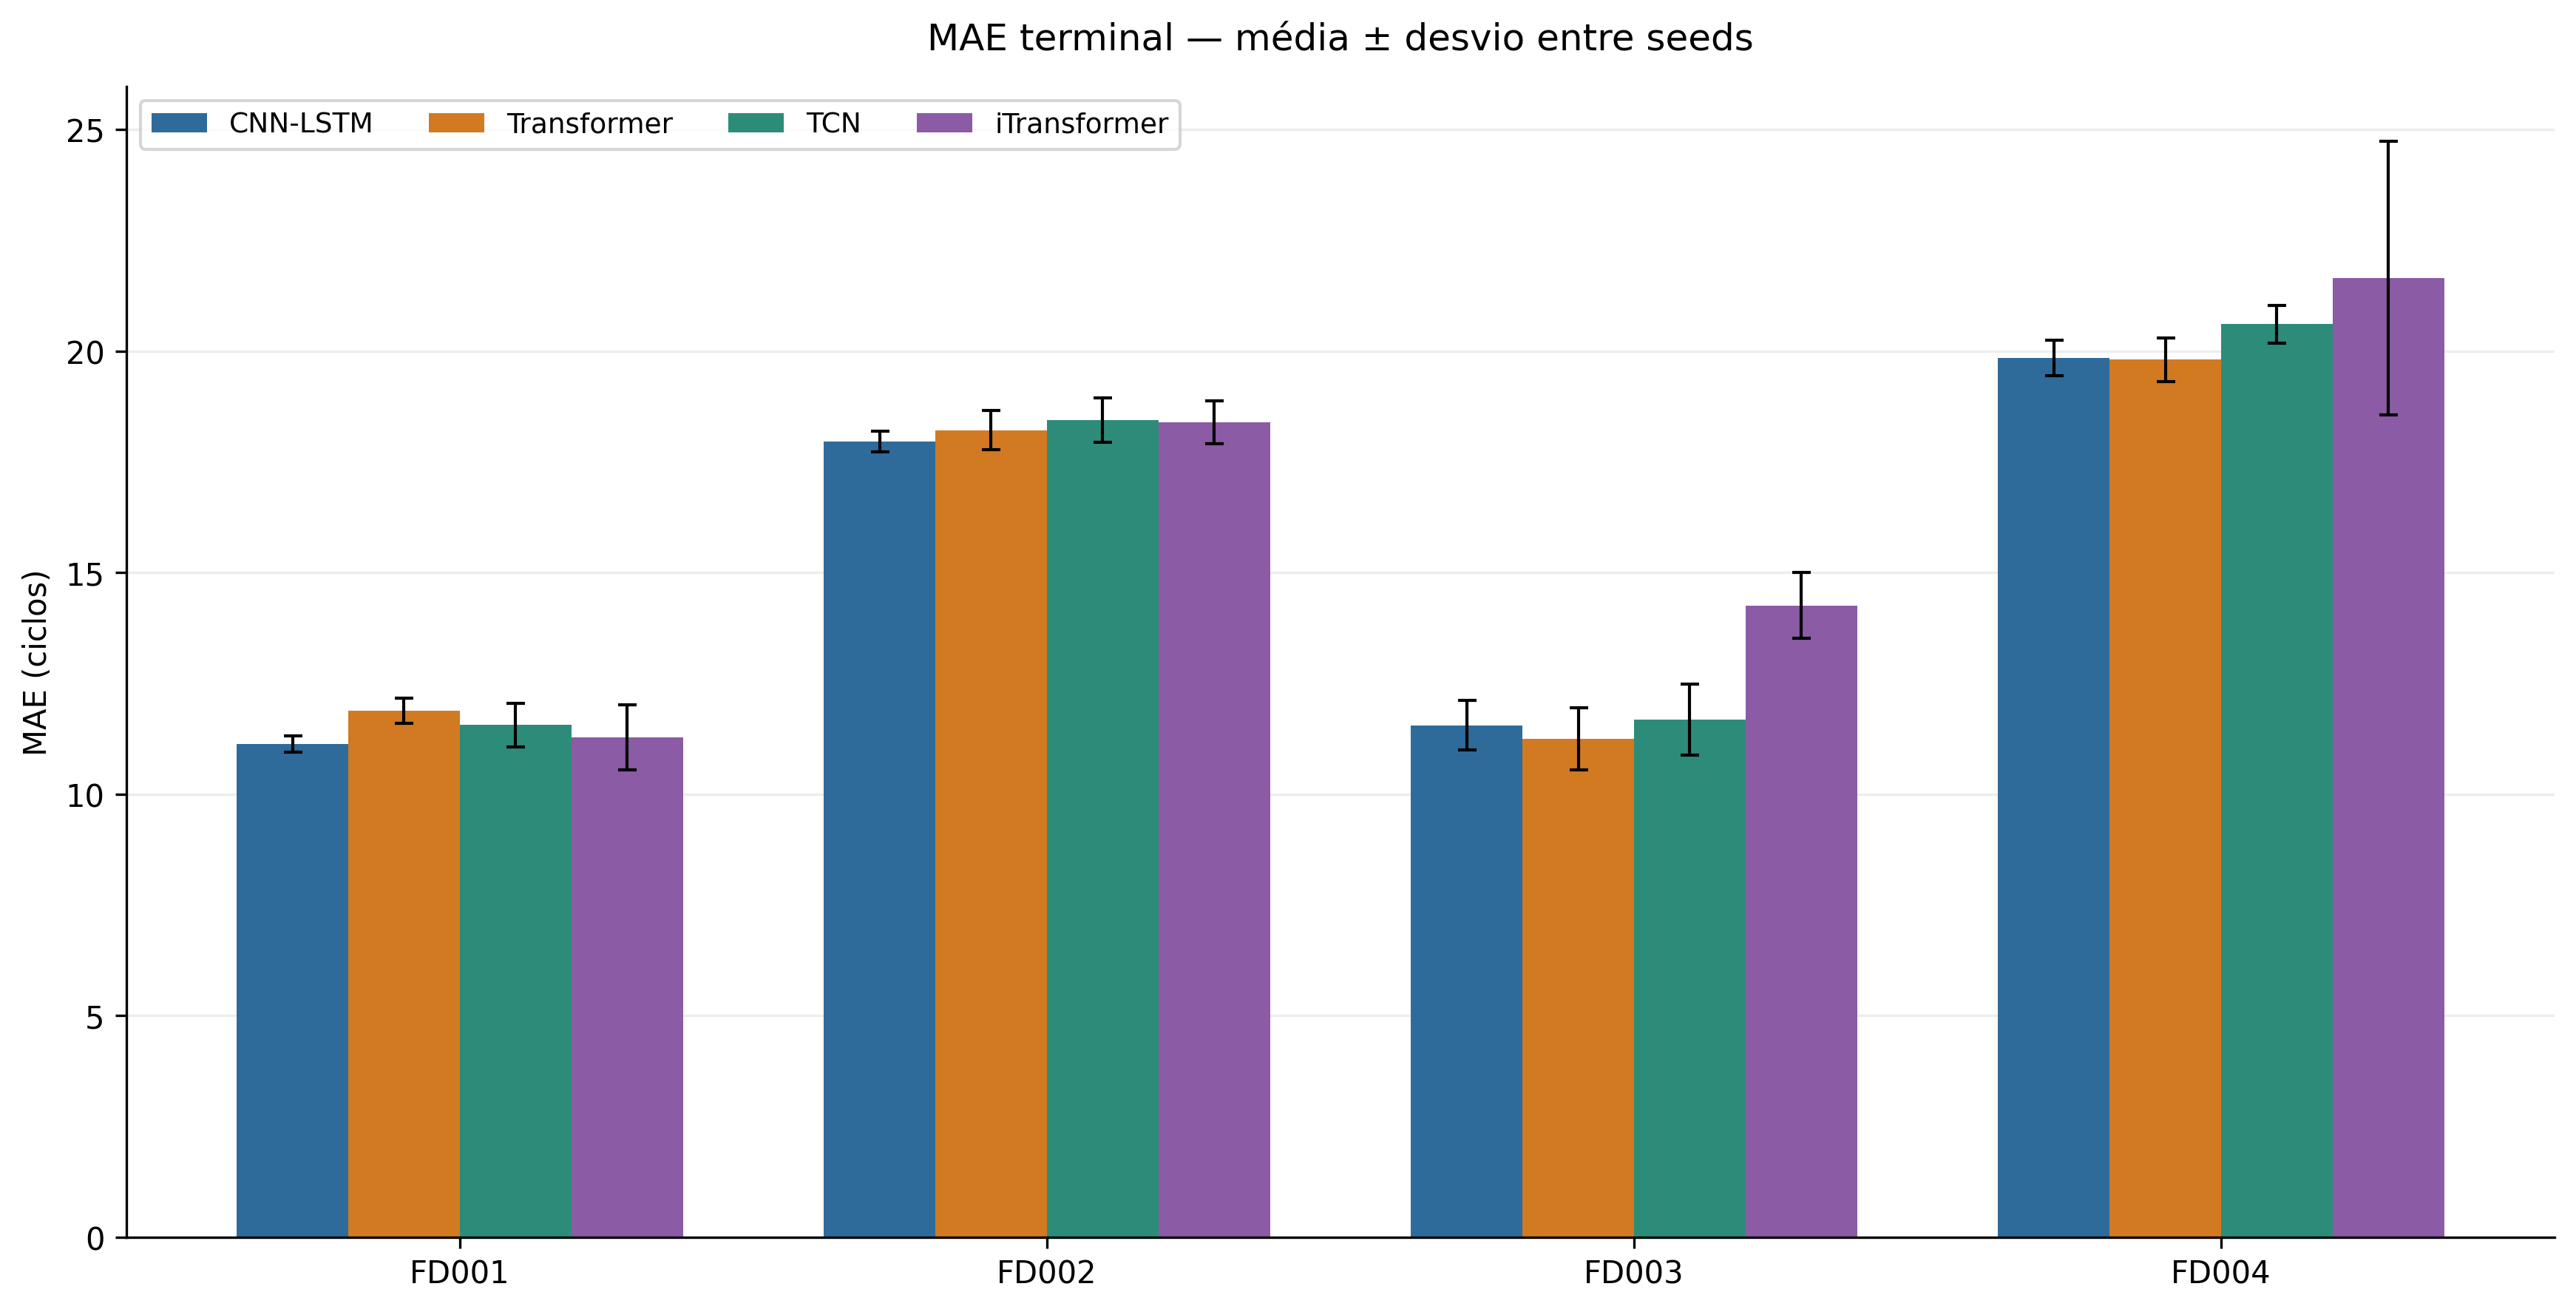 MAE terminal — média ± desvio entre seeds
CNN-LSTM Transformer TCN iTransformer
MAE (ciclos)
25
20
15
10
5
0
FD001 FD002 FD003 FD004